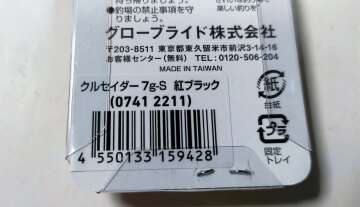 持ち帰りましょう。
●釣場の禁止事項を守
りましょう。
グローブライド株式会社
〒203-8511 東京都東久留米市前沢3-14-16
お客様センター(無料) TEL:0120-506-204
MADE IN TAIWAN
クルセイダー 7g-S 紅ブラック
(0741 2211)
4 550133 159428
紙
台紙
プラ
固定
トレイ